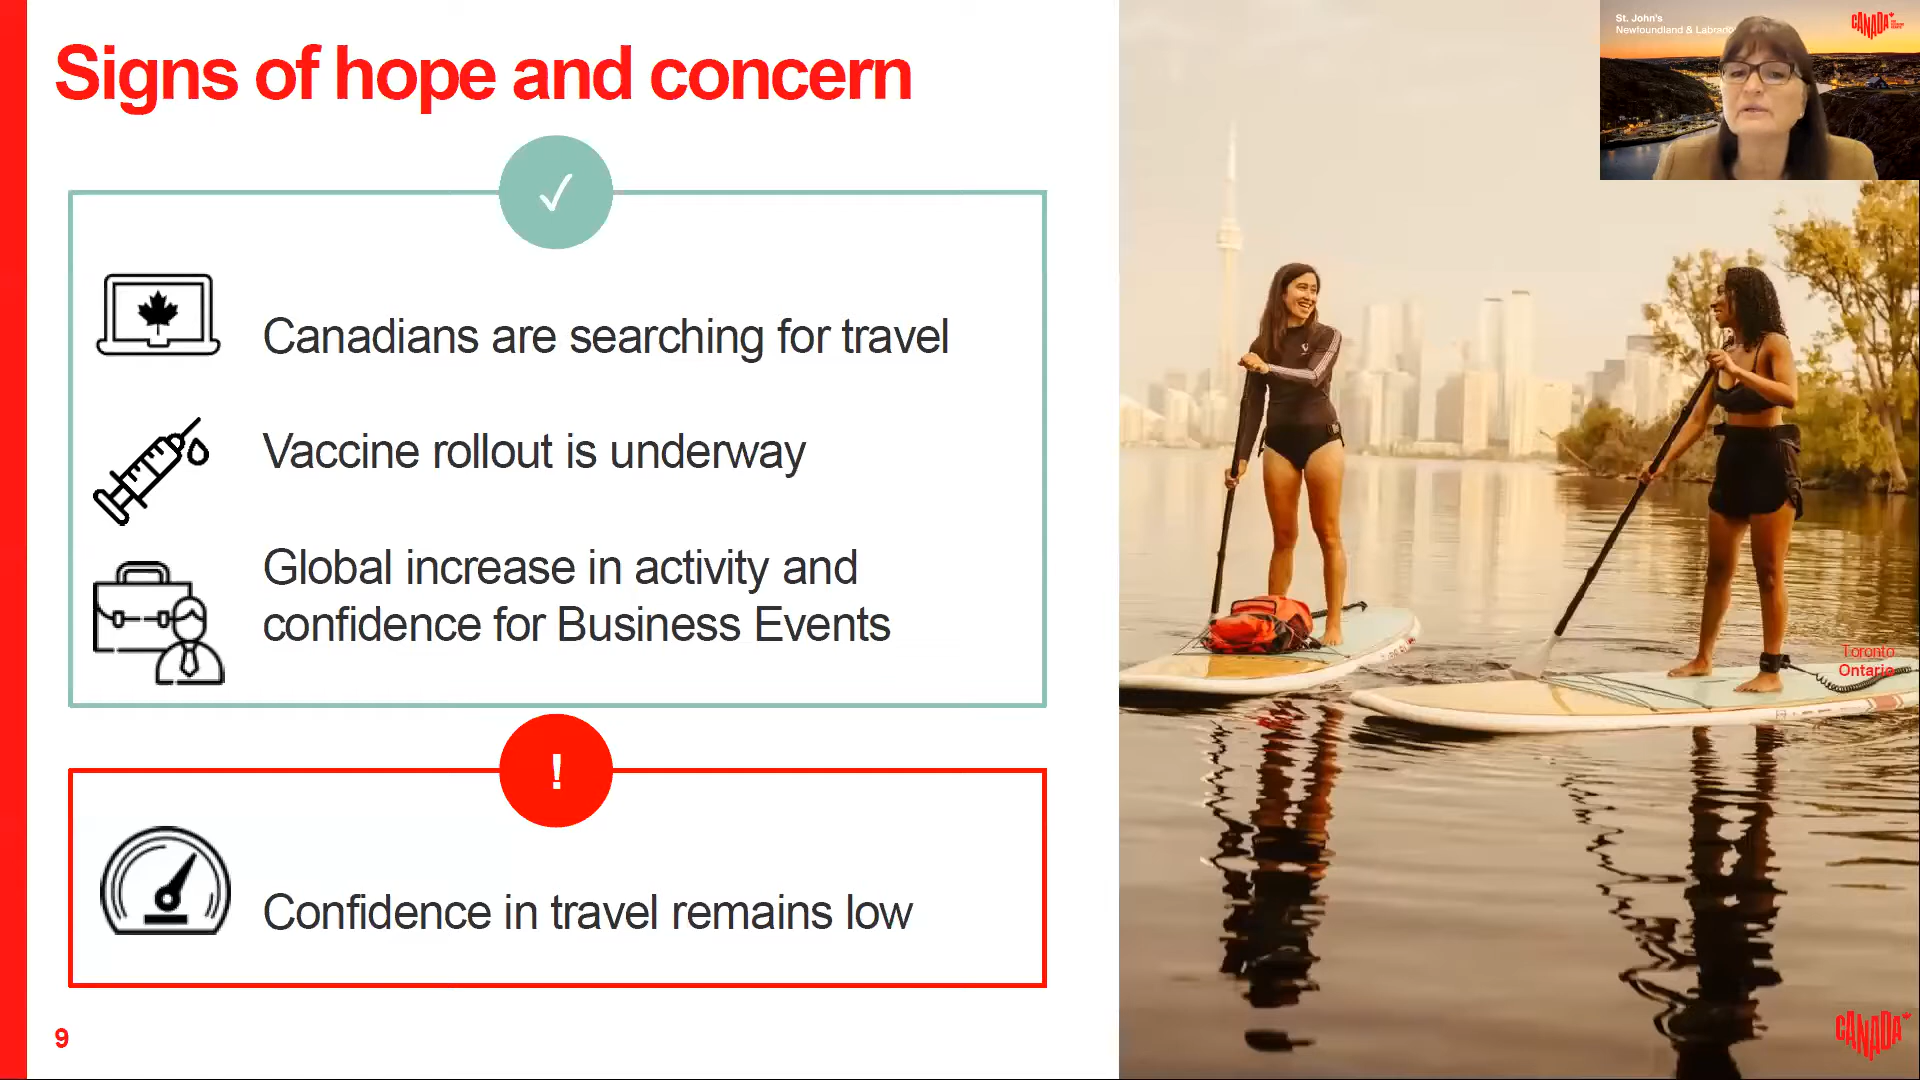 Signs of hope and concern
St. John's
Newfoundland & Labrador
CANADA
Canadians are searching for travel
Vaccine rollout is underway
Global increase in activity and
confidence for Business Events
!
Confidence in travel remains low
Toronto
Ontario
9
CANADA